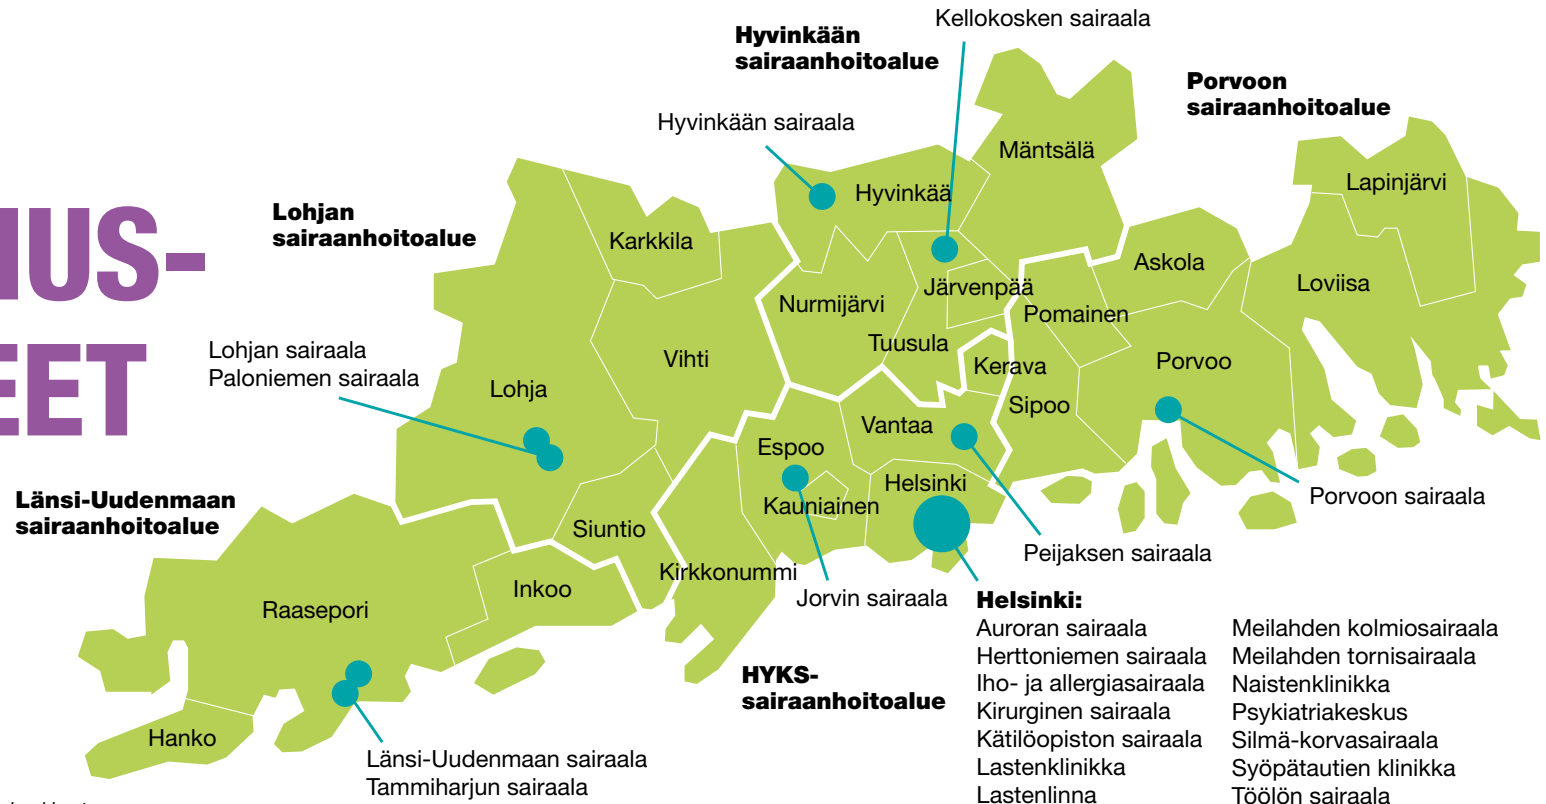 Kellokosken sairaala
Hyvinkään
sairaanhoitoalue
Porvoon
sairaanhoitoalue
Hyvinkään sairaala
Mäntsälä
Lapinjärvi
Hyvinkää
Lohjan
sairaanhoitoalue
Karkkila
Askola
Loviisa
Järvenpää
Nurmijärvi
Pomainen
Tuusula
NUS-
EET
Lohjan sairaala
Paloniemen sairaala
Vihti
Kerava
Porvoo
Lohja
Sipoo
Vantaa
Espoo
Helsinki
Kauniainen
Porvoon sairaala
Länsi-Uudenmaan
sairaanhoitoalue
Siuntio
Peijaksen sairaala
Kirkkonummi
Inkoo
Jorvin sairaala
Raasepori
HYKS-
sairaanhoitoalue
Hanko
Länsi-Uudenmaan sairaala
Tammiharjun sairaala
Helsinki:
Auroran sairaala
Herttoniemen sairaala
Iho- ja allergiasairaala
Kirurginen sairaala
Kätilöopiston sairaala
Lastenklinikka
Lastenlinna
Meilahden kolmiosairaala
Meilahden tornisairaala
Naistenklinikka
Psykiatriakeskus
Silmä-korvasairaala
Syöpätautien klinikka
Töölön sairaala